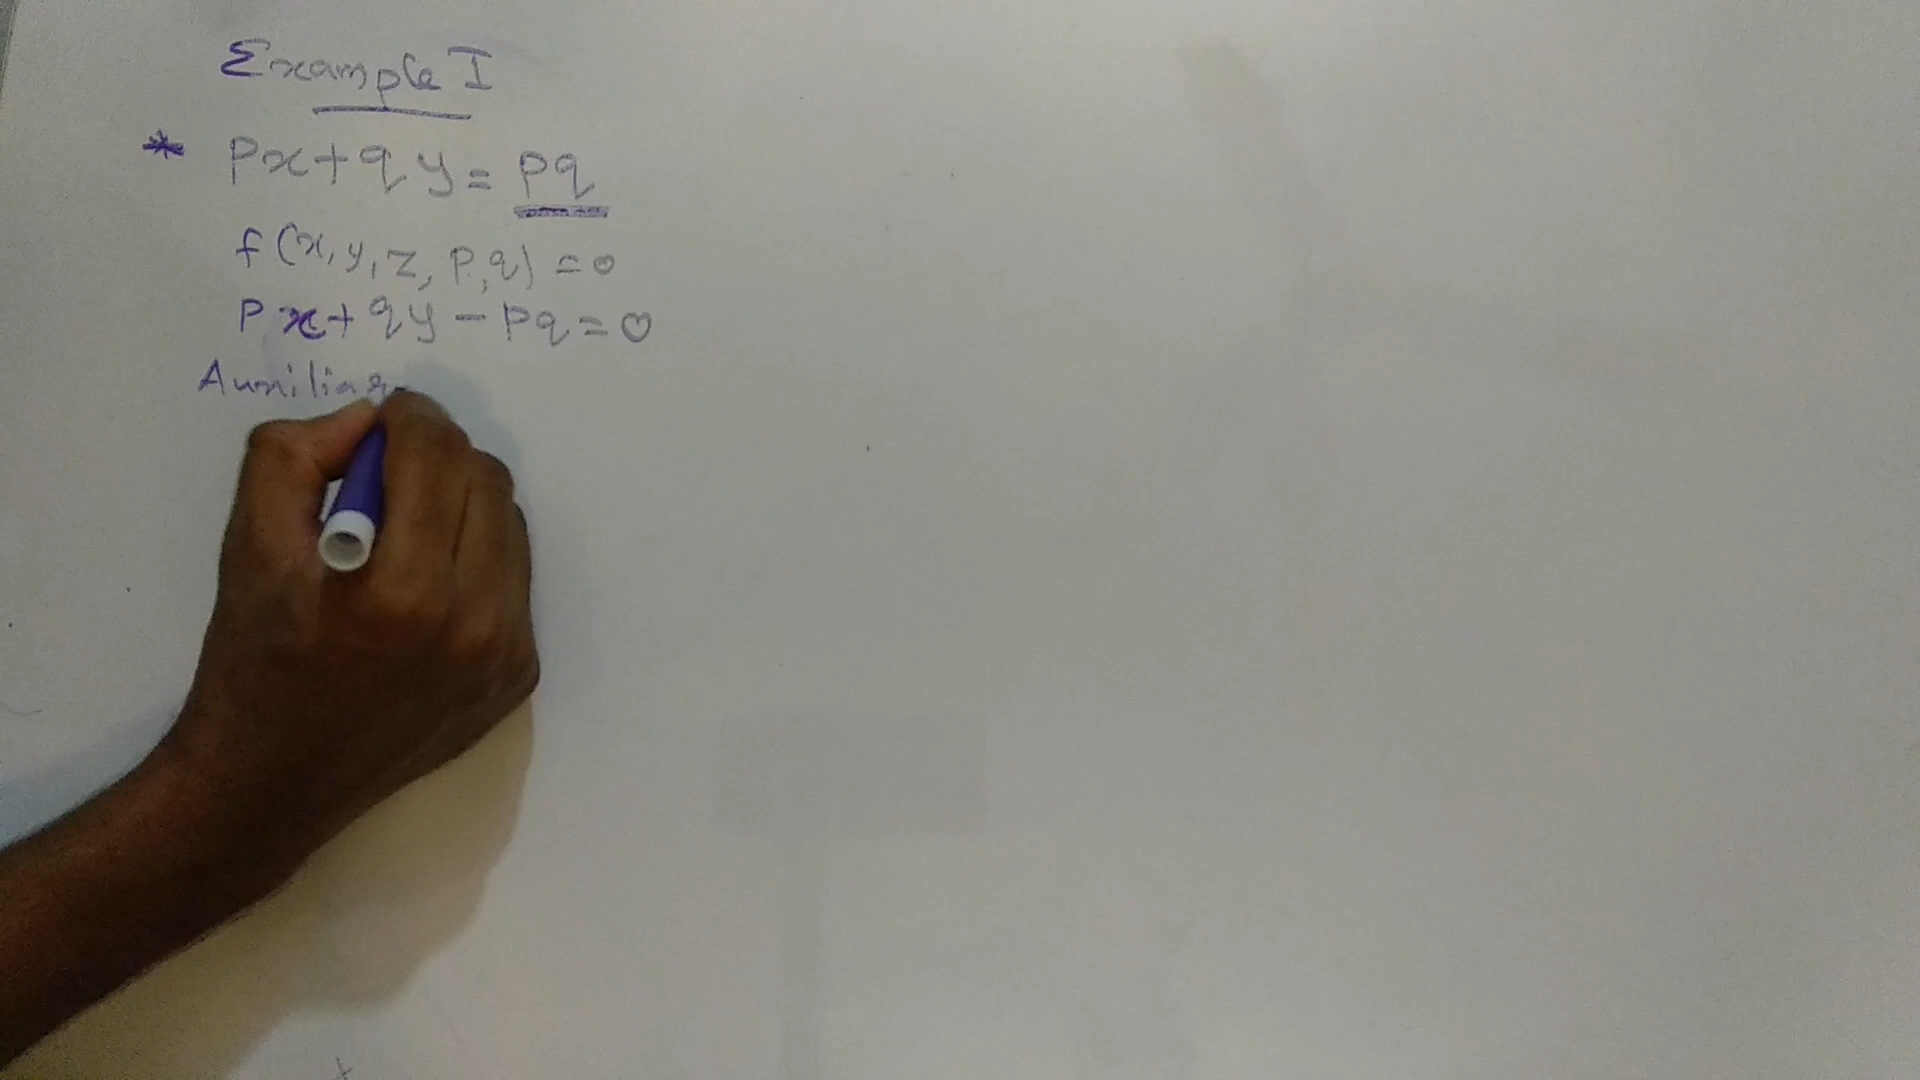 Example I
* px+qy=pq
f(x,y,z,p,q)=0
px+qy-pq=0